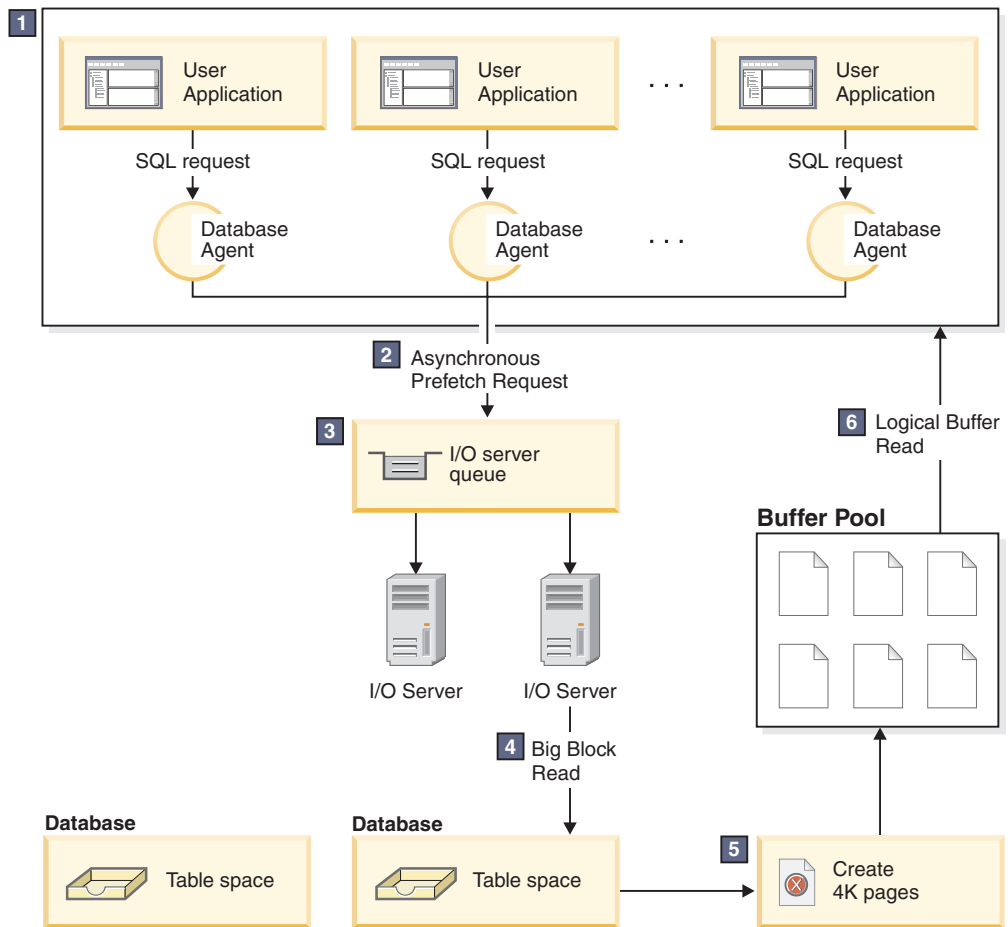 1
User
Application
User
Application
. . .
User
Application
SQL request
SQL request
SQL request
Database
Agent
Database
Agent
. . .
Database
Agent
2
Asynchronous
Prefetch Request
3
I/O server
queue
6
Logical Buffer
Read
Buffer Pool
I/O Server
I/O Server
4
Big Block
Read
Database
Table space
Database
Table space
5
Create
4K pages